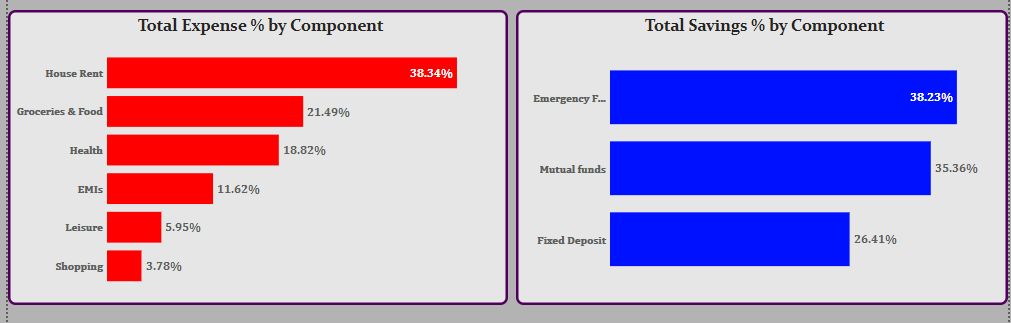 Total Expense % by Component
House Rent 38.34%
Groceries & Food 21.49%
Health 18.82%
EMIs 11.62%
Leisure 5.95%
Shopping 3.78%
Total Savings % by Component
Emergency F... 38.23%
Mutual funds 35.36%
Fixed Deposit 26.41%